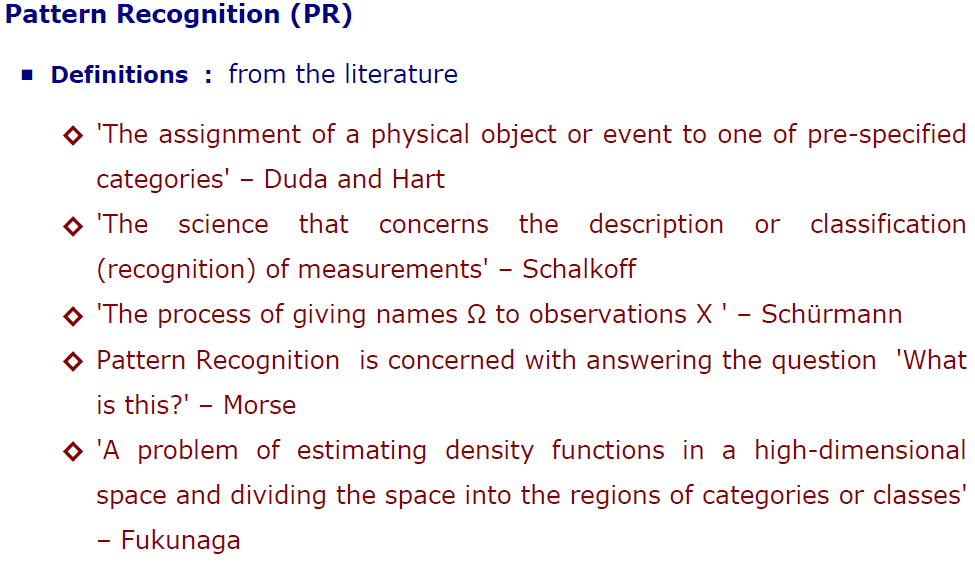 Pattern Recognition (PR)
■ Definitions : from the literature
◇ 'The assignment of a physical object or event to one of pre-specified
categories' – Duda and Hart
◇ 'The science that concerns the description or classification
(recognition) of measurements' – Schalkoff
◇ 'The process of giving names Ω to observations X ' – Schürmann
◇ Pattern Recognition is concerned with answering the question 'What
is this?' – Morse
◇ 'A problem of estimating density functions in a high-dimensional
space and dividing the space into the regions of categories or classes'
– Fukunaga